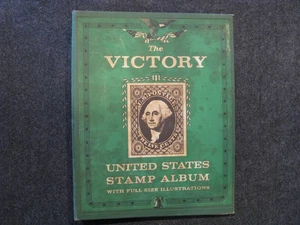 The
VICTORY
UNITED STATES
STAMP ALBUM
WITH FULL SIZE ILLUSTRATIONS